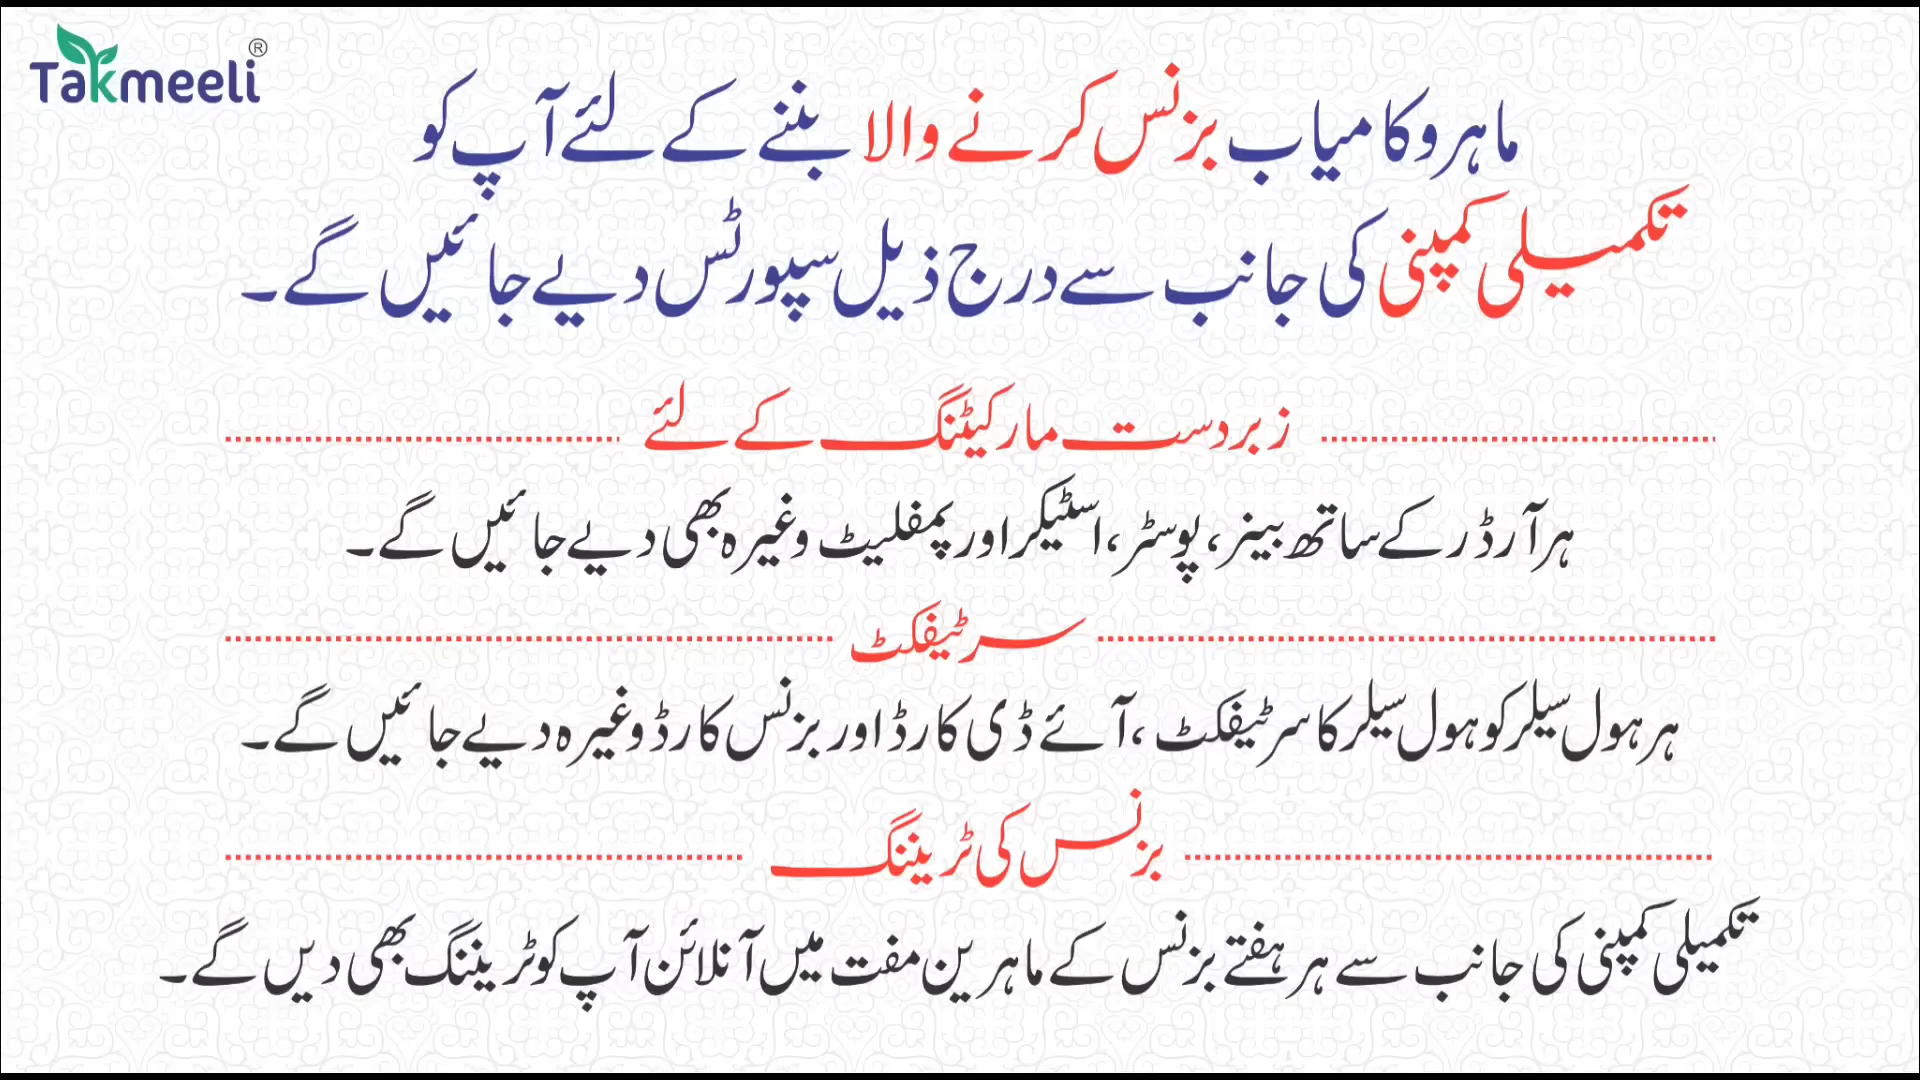 Takmeeli®
ماہر و کامیاب بزنس کرنے والا بننے کے لئے آپ کو
تکمیلی کمپنی کی جانب سے درج ذیل سپورٹس دیے جائیں گے۔
زبردست مارکیٹنگ کے لئے
ہر آرڈر کے ساتھ بینر، پوسٹر، اسٹیکر اور پمفلیٹ وغیرہ بھی دیے جائیں گے۔
سرٹیفکٹ
ہر ہول سیلر کو ہول سیلر کا سرٹیفکٹ، آئے ڈی کارڈ اور بزنس کارڈ وغیرہ دیے جائیں گے۔
بزنس کی ٹریننگ
تکمیلی کمپنی کی جانب سے ہر ہفتے بزنس کے ماہرین مفت میں آنلائن آپ کو ٹریننگ بھی دیں گے۔